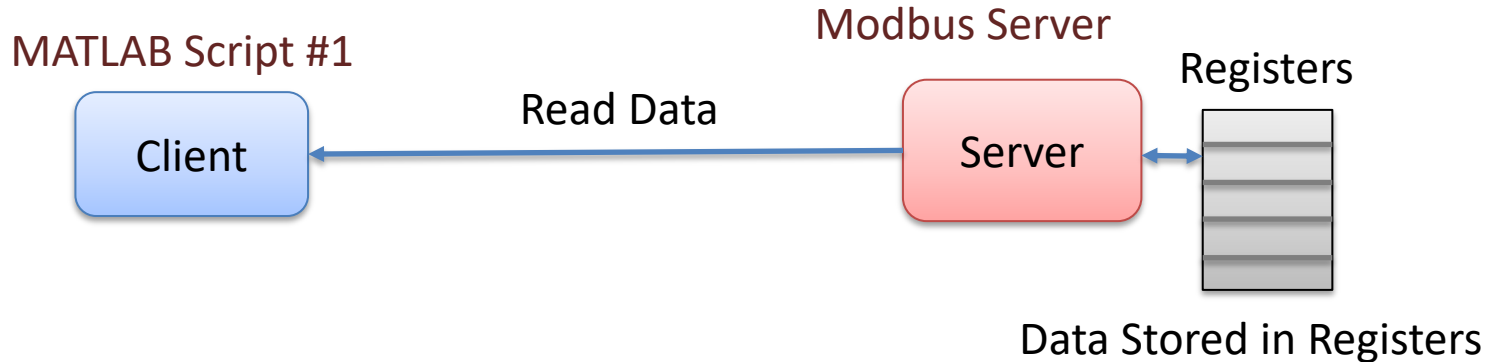 Modbus Server
MATLAB Script #1
Registers
Read Data
Client
Server
Data Stored in Registers